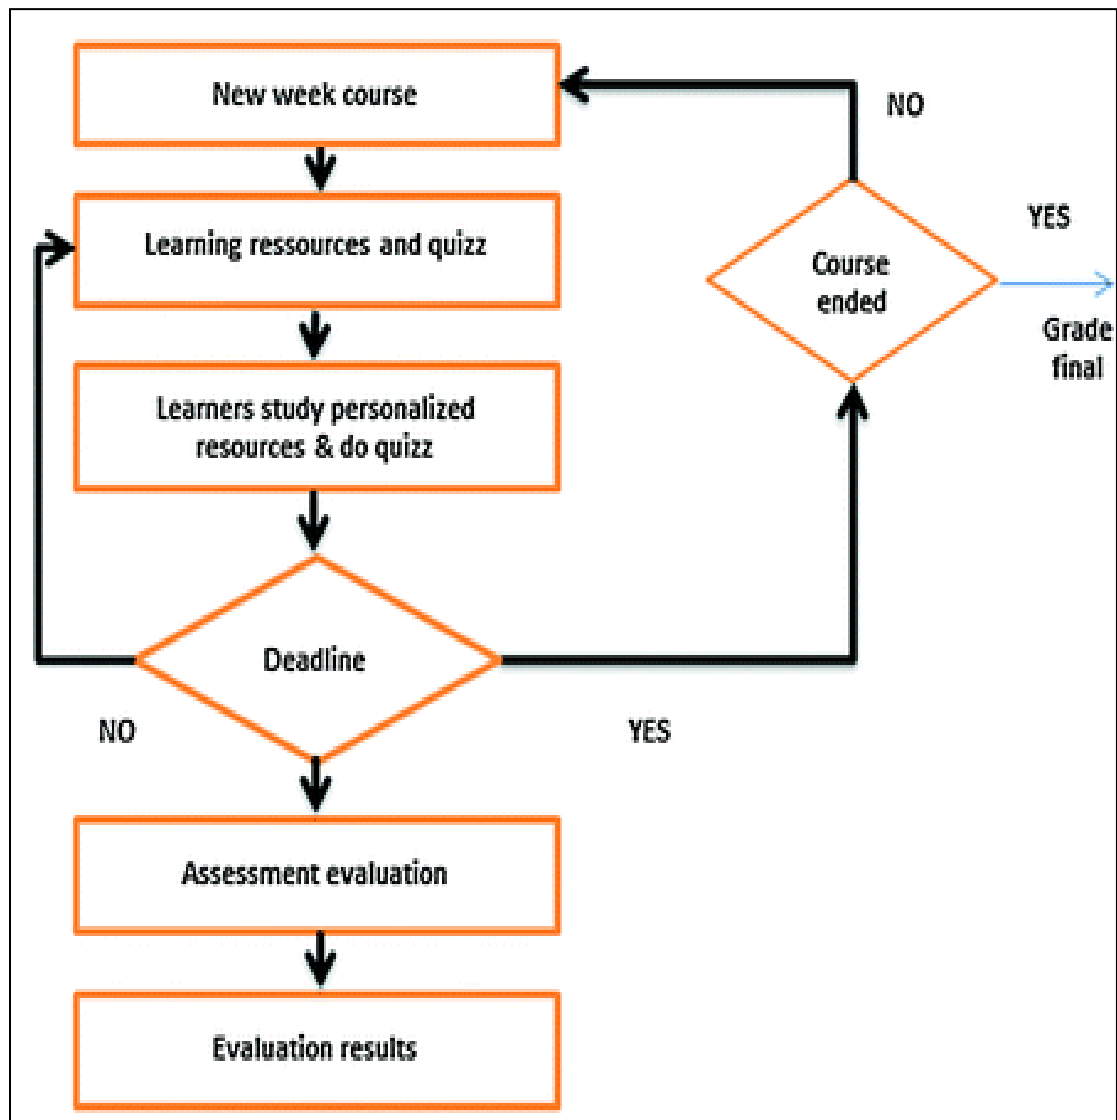 New week course
NO
YES
Learning ressources and quizz
Course
ended
Grade
final
Learners study personalized
resources & do quizz
Deadline
NO
YES
Assessment evaluation
Evaluation results